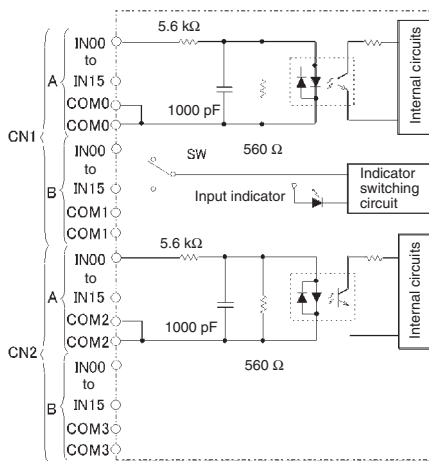 5.6 kΩ
IN00
to
A
IN15
COM0
COM0
1000 pF
560 Ω
Internal circuits
CN1
IN00
to
B
IN15
COM1
COM1
SW
Input indicator
Indicator
switching
circuit
5.6 kΩ
IN00
to
A
IN15
COM2
COM2
1000 pF
560 Ω
Internal circuits
CN2
IN00
to
B
IN15
COM3
COM3